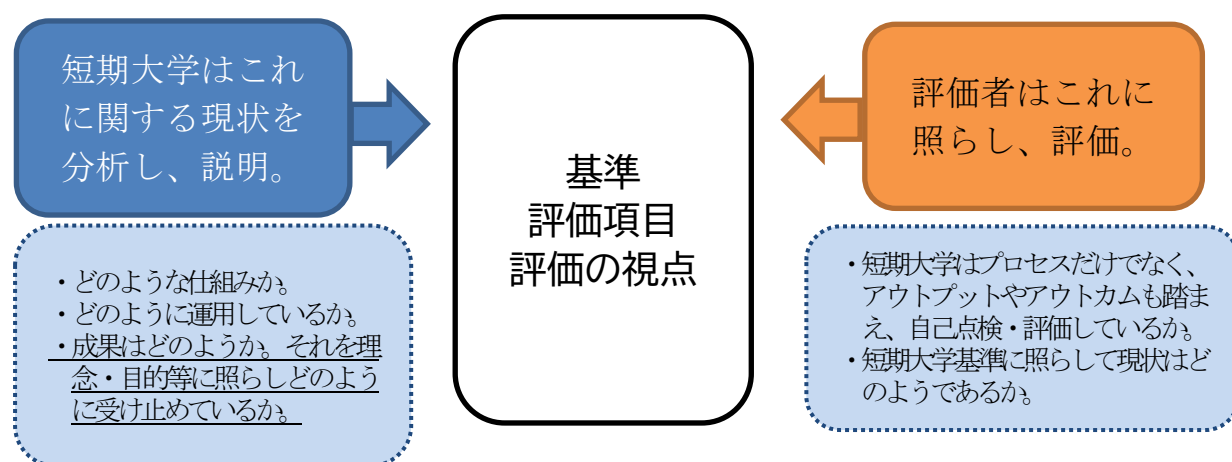 短期大学はこれ
に関する現状を
分析し、説明。
・どのような仕組みか。
・どのように運用しているか。
・成果はどのようか。それを理
念・目的等に照らしどのよう
に受け止めているか。
基準
評価項目
評価の視点
評価者はこれに
照らし、評価。
・短期大学はプロセスだけでなく、
アウトプットやアウトカムも踏ま
え、自己点検・評価しているか。
・短期大学基準に照らして現状はど
のようであるか。